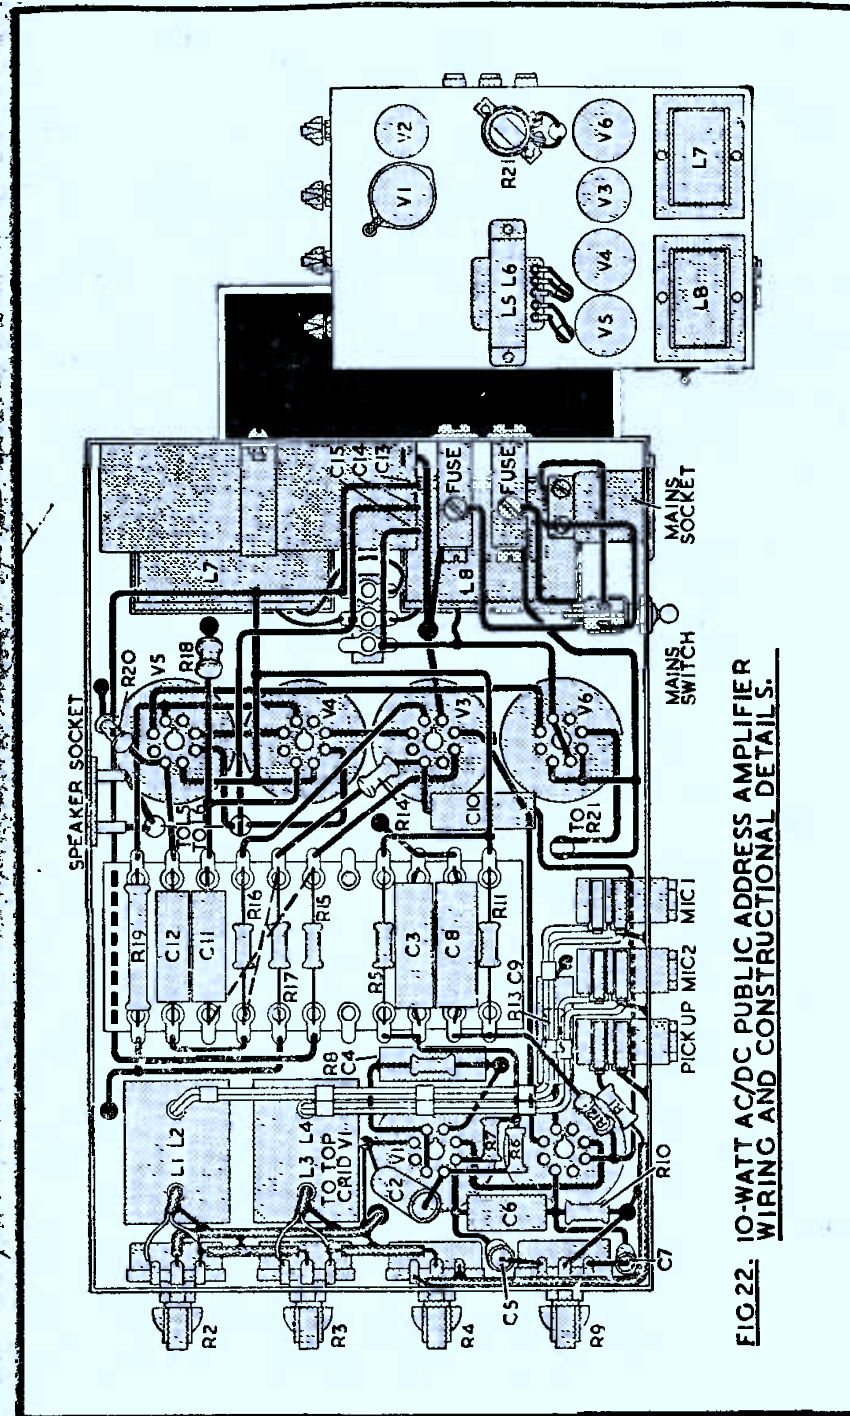 SPEAKER SOCKET
R20
V5
R18
L7
C15
C14
C13
FUSE
FUSE
L8
MAINS
SOCKET
MAINS
SWITCH
V4
V3
V6
TO L5
TO L6
R14
C10
TO
R21
R19
C12
C11
R16
R17
R15
R5
C3
C8
R11
R13
C9
MIC 1
MIC 2
PICK UP
R8
C4
L1 L2
L3 L4
TO TOP
GRID V1
V1
C2
R7
R6
R12
C6
R10
C5
C7
R2
R3
R4
R9
V2
V1
R21
V6
V3
L5 L6
V4
V5
L7
L8
FIG 22. 10-WATT AC/DC PUBLIC ADDRESS AMPLIFIER
WIRING AND CONSTRUCTIONAL DETAILS.